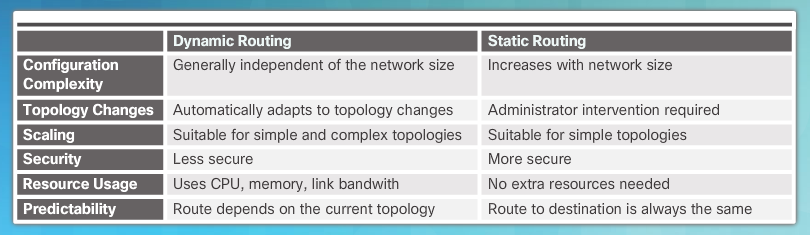 Dynamic Routing Static Routing
Configuration Complexity Generally independent of the network size Increases with network size
Topology Changes Automatically adapts to topology changes Administrator intervention required
Scaling Suitable for simple and complex topologies Suitable for simple topologies
Security Less secure More secure
Resource Usage Uses CPU, memory, link bandwith No extra resources needed
Predictability Route depends on the current topology Route to destination is always the same